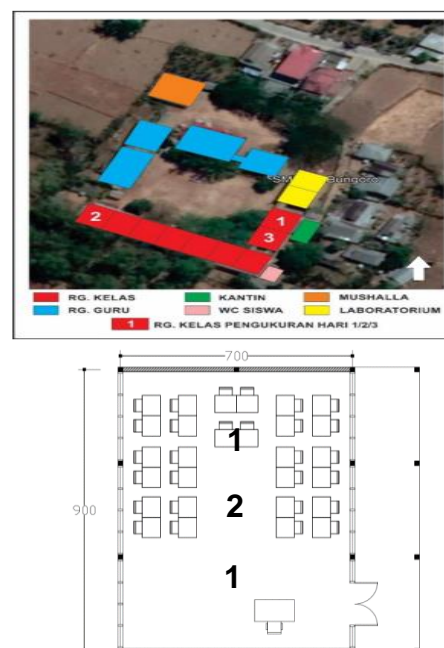 SM
Bungoro
2
1
3
RG. KELAS KANTIN MUSHALLA
RG. GURU WC SISWA LABORATORIUM
1 RG. KELAS PENGUKURAN HARI 1/2/3
700
900
1
2
1